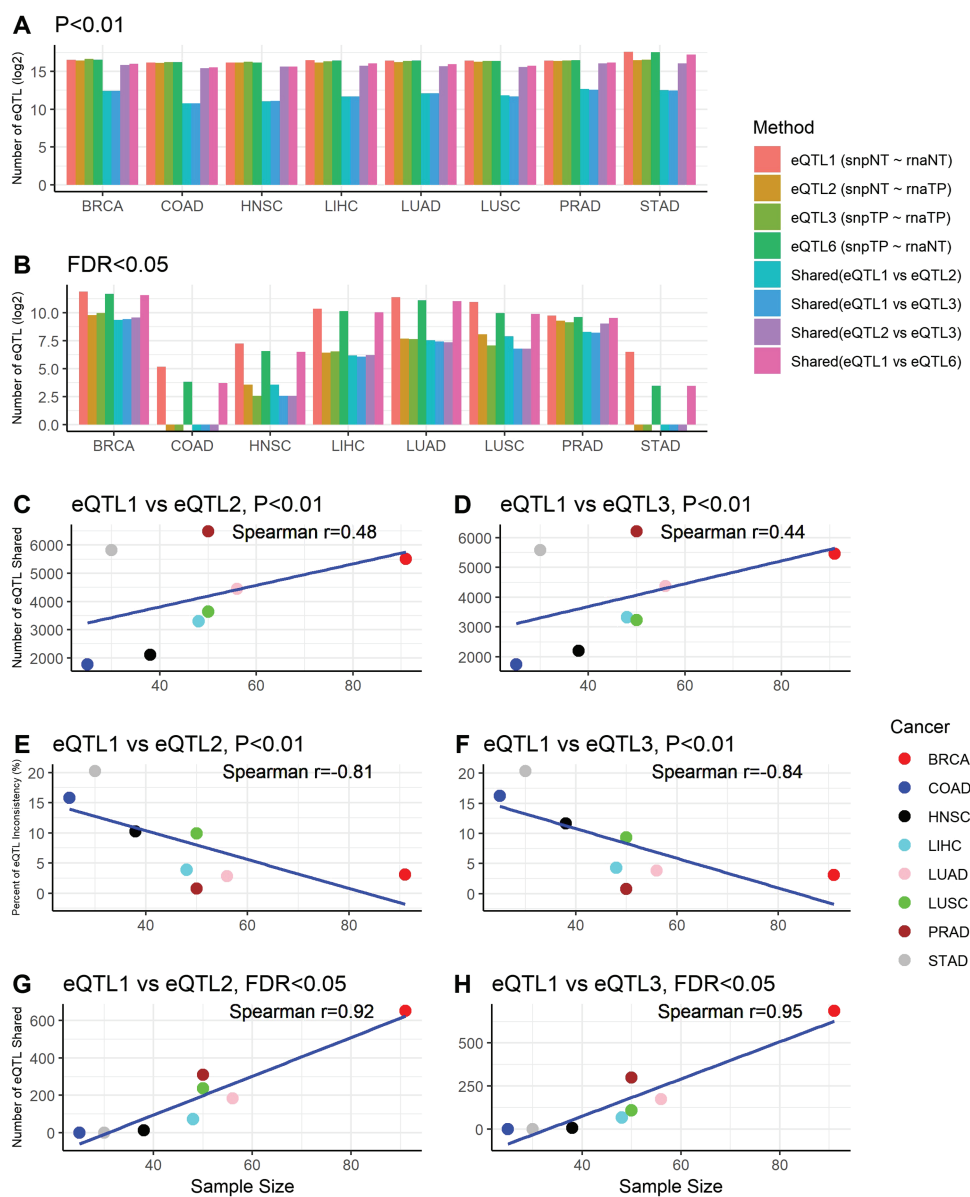 A P<0.01
Number of eQTL (log2)
15
10
5
0
BRCA COAD HNSC LIHC LUAD LUSC PRAD STAD
B FDR<0.05
Number of eQTL (log2)
10.0
7.5
5.0
2.5
0.0
BRCA COAD HNSC LIHC LUAD LUSC PRAD STAD
Method
eQTL1 (snpNT ~ rnaNT)
eQTL2 (snpNT ~ rnaTP)
eQTL3 (snpTP ~ rnaTP)
eQTL6 (snpTP ~ rnaNT)
Shared(eQTL1 vs eQTL2)
Shared(eQTL1 vs eQTL3)
Shared(eQTL2 vs eQTL3)
Shared(eQTL1 vs eQTL6)
C eQTL1 vs eQTL2, P<0.01
Spearman r=0.48
Number of eQTL Shared
6000
5000
4000
3000
2000
40 60 80
D eQTL1 vs eQTL3, P<0.01
Spearman r=0.44
6000
5000
4000
3000
2000
40 60 80
E eQTL1 vs eQTL2, P<0.01
Spearman r=-0.81
Percent of eQTL Inconsistency (%)
20
15
10
5
0
40 60 80
F eQTL1 vs eQTL3, P<0.01
Spearman r=-0.84
20
15
10
5
0
40 60 80
Cancer
BRCA
COAD
HNSC
LIHC
LUAD
LUSC
PRAD
STAD
G eQTL1 vs eQTL2, FDR<0.05
Spearman r=0.92
Number of eQTL Shared
600
400
200
0
40 60 80
Sample Size
H eQTL1 vs eQTL3, FDR<0.05
Spearman r=0.95
500
250
0
40 60 80
Sample Size